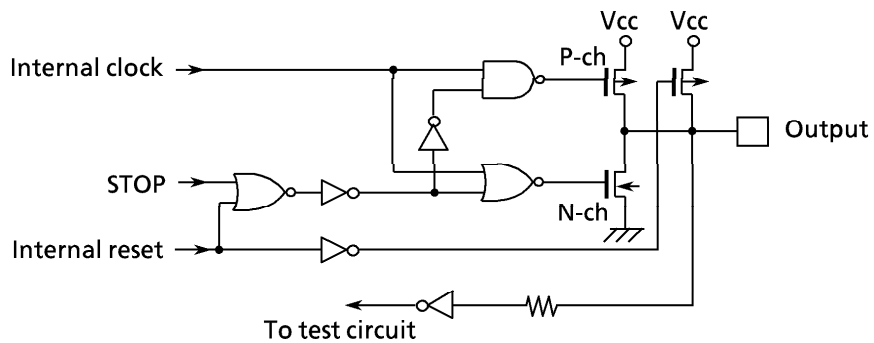 Vcc Vcc
P-ch
Internal clock
Output
STOP
N-ch
Internal reset
To test circuit